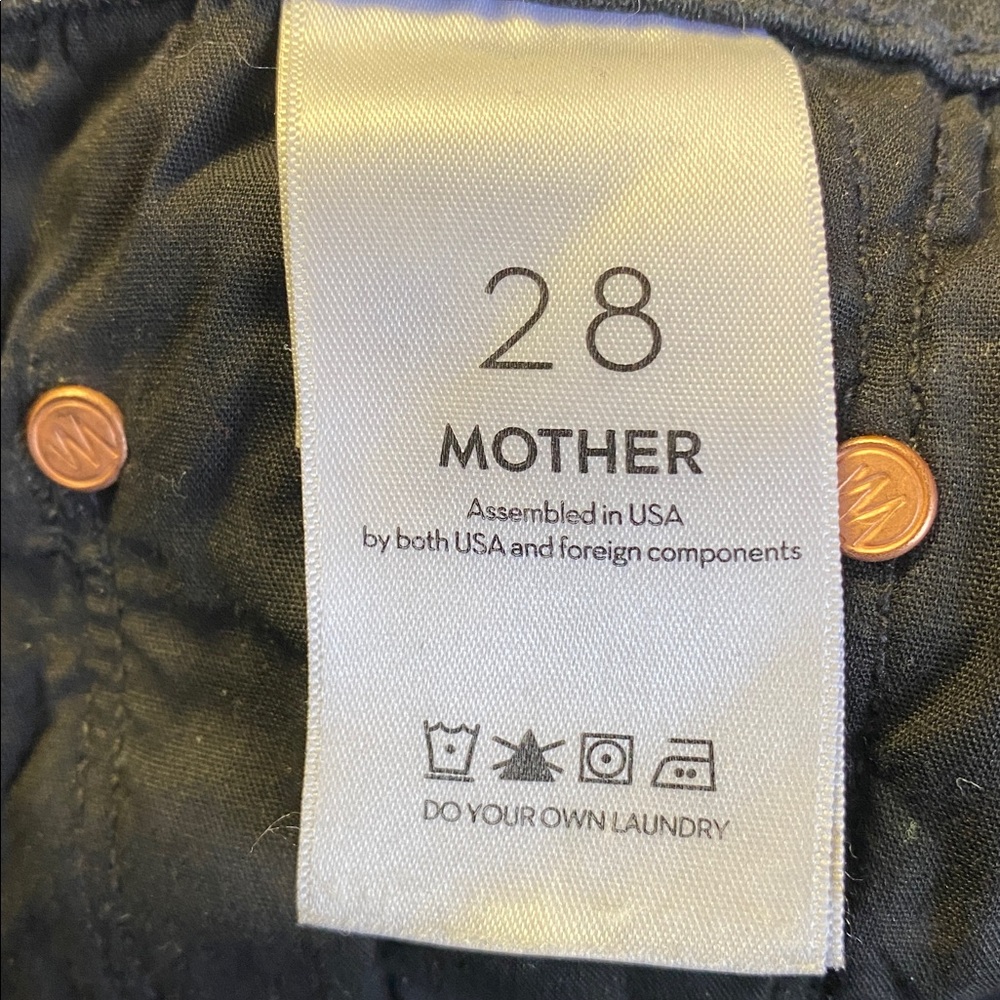 28
MOTHER
Assembled in USA
by both USA and foreign components
DO YOUR OWN LAUNDRY